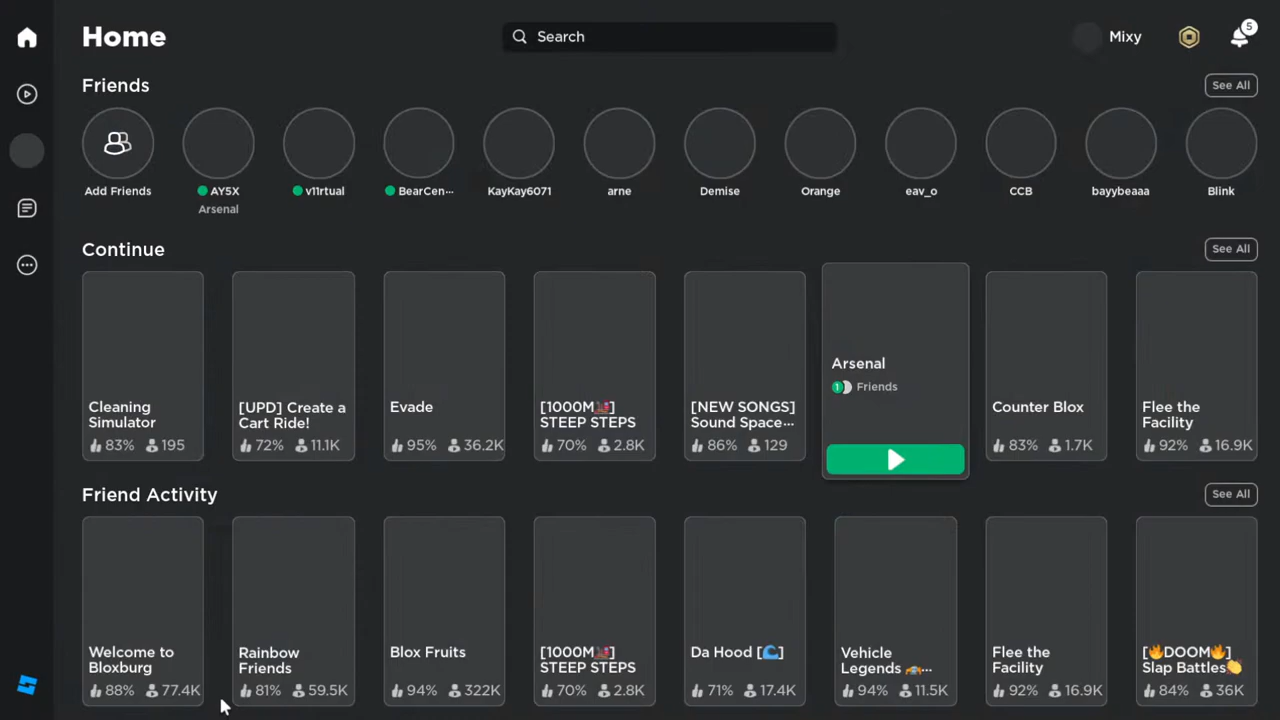 Home
Search
Mixy
5
Friends
See All
Add Friends
AY5X
Arsenal
v11rtual
BearCen...
KayKay6071
arne
Demise
Orange
eav_o
CCB
bayybeaaa
Blink
Continue
See All
Cleaning
Simulator
83% 195
[UPD] Create a
Cart Ride!
72% 11.1K
Evade
95% 36.2K
[1000M🎆]
STEEP STEPS
70% 2.8K
[NEW SONGS]
Sound Space...
86% 129
Arsenal
1 Friends
Counter Blox
83% 1.7K
Flee the
Facility
92% 16.9K
Friend Activity
See All
Welcome to
Bloxburg
88% 77.4K
Rainbow
Friends
81% 59.5K
Blox Fruits
94% 322K
[1000M🎆]
STEEP STEPS
70% 2.8K
Da Hood [🌊]
71% 17.4K
Vehicle
Legends 🚓...
94% 11.5K
Flee the
Facility
92% 16.9K
[🔥DOOM🔥]
Slap Battles👏
84% 36K